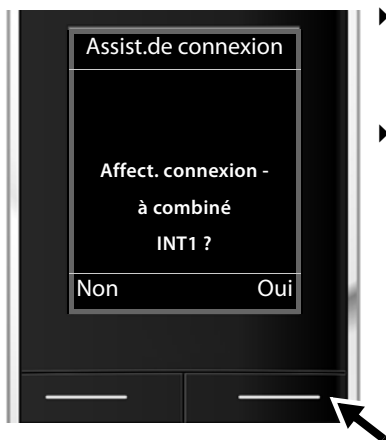 Assist.de connexion
Affect. connexion -
à combiné
INT1 ?
Non Oui